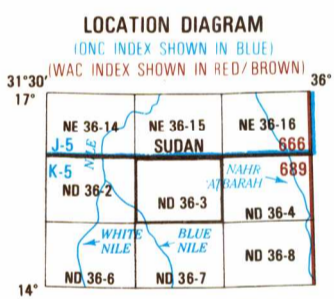 LOCATION DIAGRAM
(ONC INDEX SHOWN IN BLUE)
(WAC INDEX SHOWN IN RED/BROWN)
31°30' 36°
17°
NE 36-14 NE 36-15 NE 36-16
J-5 NILE SUDAN 666
K-5 NAHR 689
ND 36-2 'ATBARAH
ND 36-3 ND 36-4
WHITE BLUE
NILE NILE
ND 36-8
ND 36-6 ND 36-7
14°